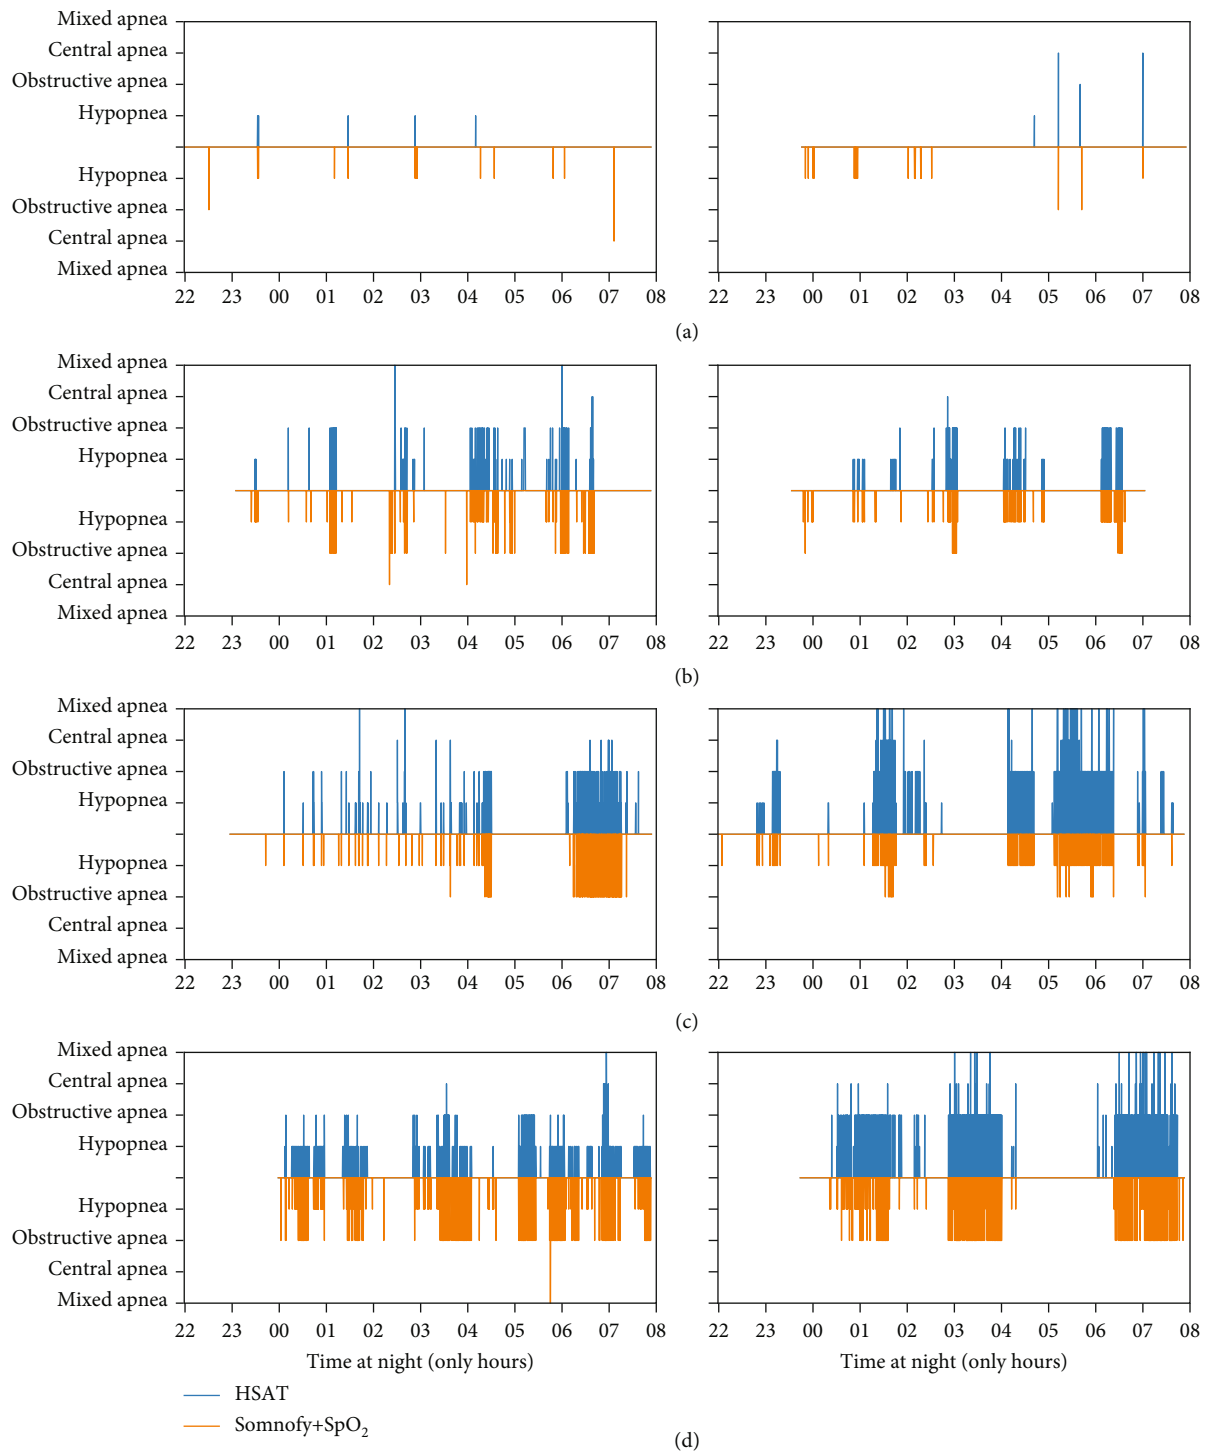 Mixed apnea
Central apnea
Obstructive apnea
Hypopnea
Hypopnea
Obstructive apnea
Central apnea
Mixed apnea
22 23 00 01 02 03 04 05 06 07 08
22 23 00 01 02 03 04 05 06 07 08
(a)
Mixed apnea
Central apnea
Obstructive apnea
Hypopnea
Hypopnea
Obstructive apnea
Central apnea
Mixed apnea
22 23 00 01 02 03 04 05 06 07 08
22 23 00 01 02 03 04 05 06 07 08
(b)
Mixed apnea
Central apnea
Obstructive apnea
Hypopnea
Hypopnea
Obstructive apnea
Central apnea
Mixed apnea
22 23 00 01 02 03 04 05 06 07 08
22 23 00 01 02 03 04 05 06 07 08
(c)
Mixed apnea
Central apnea
Obstructive apnea
Hypopnea
Hypopnea
Obstructive apnea
Central apnea
Mixed apnea
22 23 00 01 02 03 04 05 06 07 08
Time at night (only hours)
22 23 00 01 02 03 04 05 06 07 08
Time at night (only hours)
HSAT
Somnofy+SpO₂
(d)